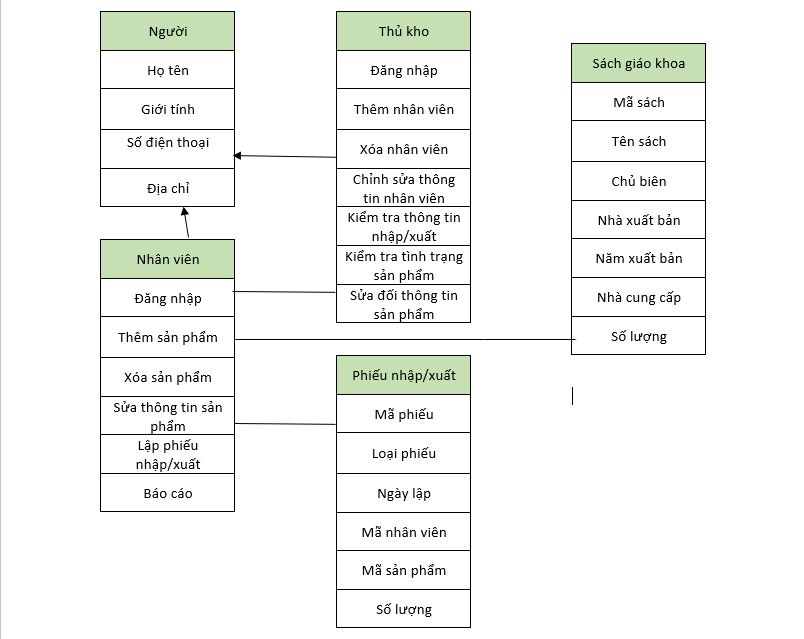 Người
Họ tên
Giới tính
Số điện thoại
Địa chỉ
Thủ kho
Đăng nhập
Thêm nhân viên
Xóa nhân viên
Chỉnh sửa thông
tin nhân viên
Kiểm tra thông tin
nhập/xuất
Kiểm tra tình trạng
sản phẩm
Sửa đổi thông tin
sản phẩm
Sách giáo khoa
Mã sách
Tên sách
Chủ biên
Nhà xuất bản
Năm xuất bản
Nhà cung cấp
Số lượng
Nhân viên
Đăng nhập
Thêm sản phẩm
Xóa sản phẩm
Sửa thông tin sản
phẩm
Lập phiếu
nhập/xuất
Báo cáo
Phiếu nhập/xuất
Mã phiếu
Loại phiếu
Ngày lập
Mã nhân viên
Mã sản phẩm
Số lượng